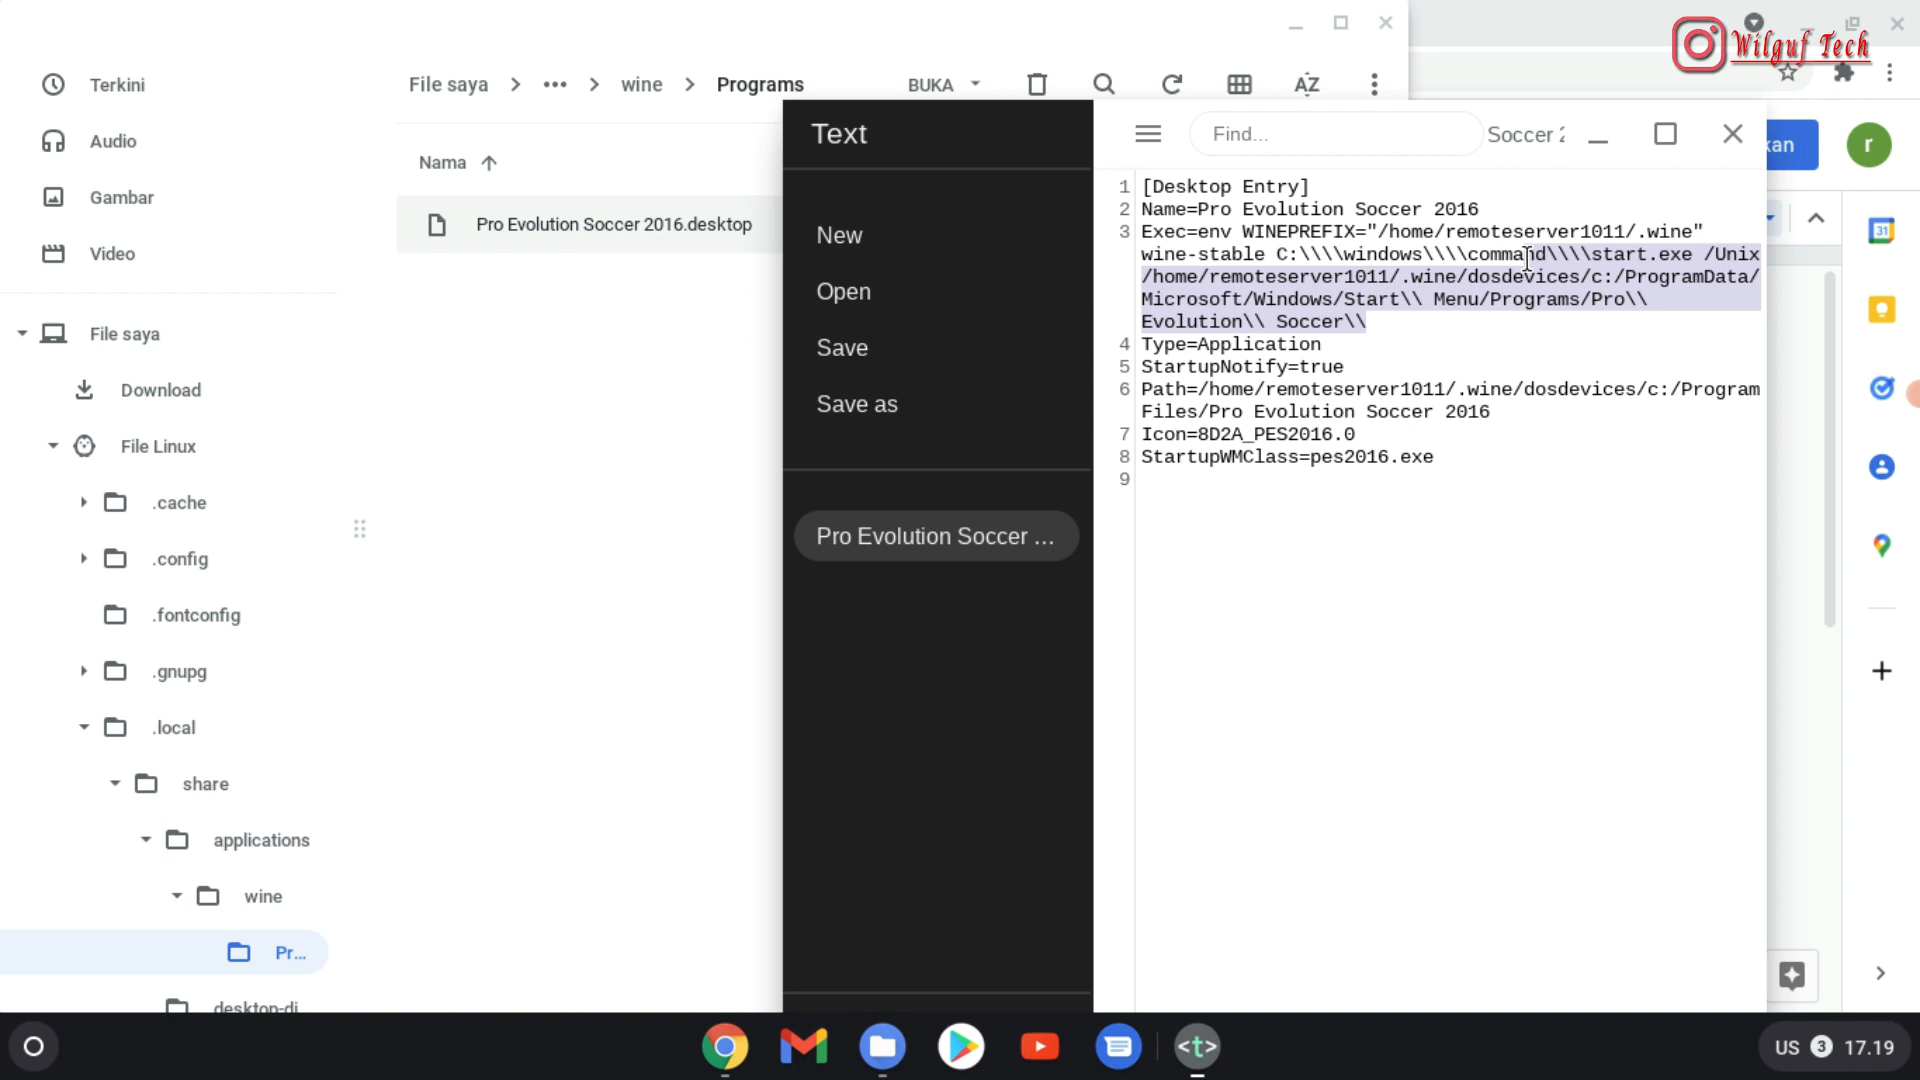 Wilguf Tech
Terkini
Audio
Gambar
Video
File saya
Download
File Linux
.cache
.config
.fontconfig
.gnupg
.local
share
applications
wine
Pr...
File saya
wine
Programs
BUKA
AZ
Nama
Pro Evolution Soccer 2016.desktop
Text
New
Open
Save
Save as
Pro Evolution Soccer ...
Find...
Soccer
1 [Desktop Entry]
2 Name=Pro Evolution Soccer 2016
3 Exec=env WINEPREFIX="/home/remoteserver1011/.wine"
wine-stable C:\\\\windows\\\\command\\\\start.exe /Unix
/home/remoteserver1011/.wine/dosdevices/c:/ProgramData/
Microsoft/Windows/Start\\ Menu/Programs/Pro\\
Evolution\\ Soccer\\
4 Type=Application
5 StartupNotify=true
6 Path=/home/remoteserver1011/.wine/dosdevices/c:/Program
Files/Pro Evolution Soccer 2016
7 Icon=8D2A_PES2016.0
8 StartupWMClass=pes2016.exe
9
kan
r
31
<t>
US 3 17.19